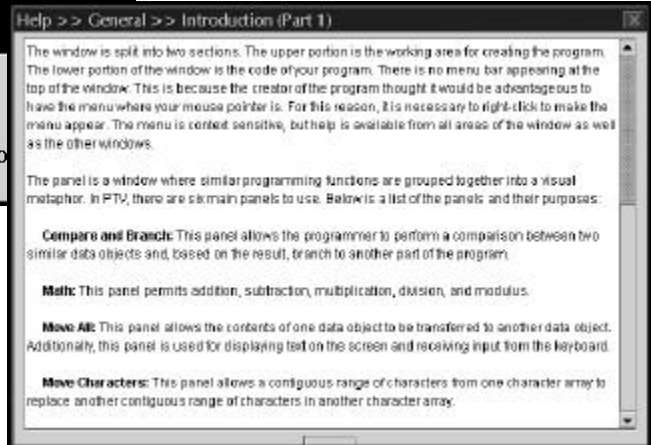 Help >> General >> Introduction (Part 1)
The window is split into two sections. The upper portion is the working area for creating the program.
The lower portion of the window is the code of your program. There is no menu bar appearing at the
top of the window. This is because the creator of the program thought it would be advantageous to
have the menu where your mouse pointer is. For this reason, it is necessary to right-click to make the
menu appear. The menu is context sensitive, but help is available from all areas of the window as well
as the other windows.
The panel is a window where similar programming functions are grouped together into a visual
metaphor. In PTV, there are six main panels to use. Below is a list of the panels and their purposes:
Compare and Branch: This panel allows the programmer to perform a comparison between two
similar data objects and, based on the result, branch to another part of the program.
Math: This panel permits addition, subtraction, multiplication, division, and modulus.
Move All: This panel allows the contents of one data object to be transferred to another data object.
Additionally, this panel is used for displaying text on the screen and receiving input from the keyboard.
Move Characters: This panel allows a contiguous range of characters from one character array to
replace another contiguous range of characters in another character array.